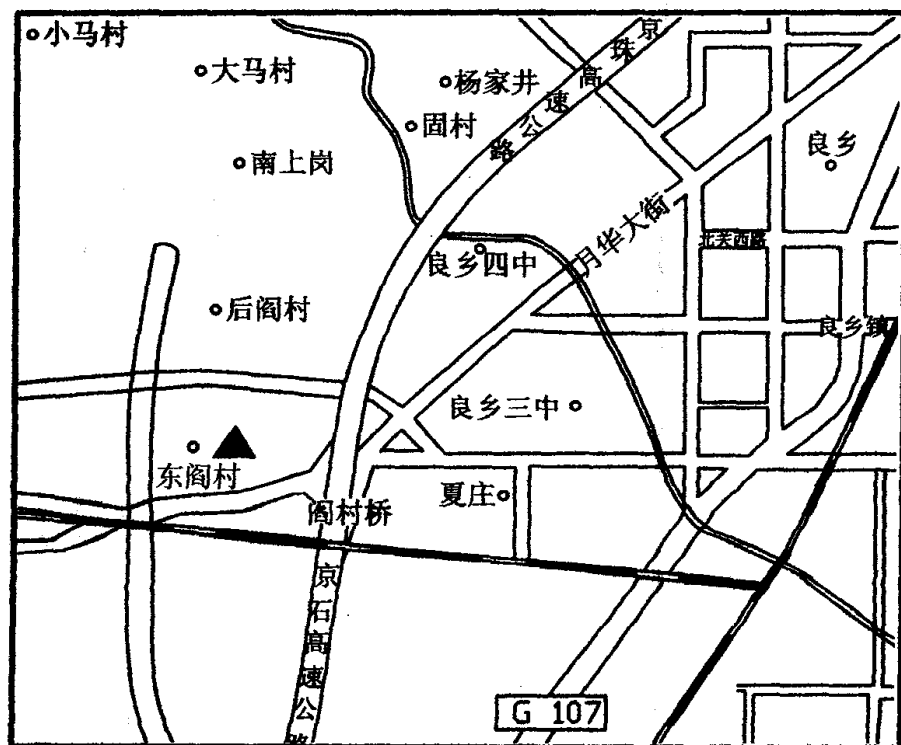 小马村
大马村
杨家井
固村
南上岗
京珠高速公路
良乡
月华大街
北关西路
良乡四中
后阎村
良乡镇
良乡三中
东阎村
夏庄
阎村桥
京石高速公路
G 107